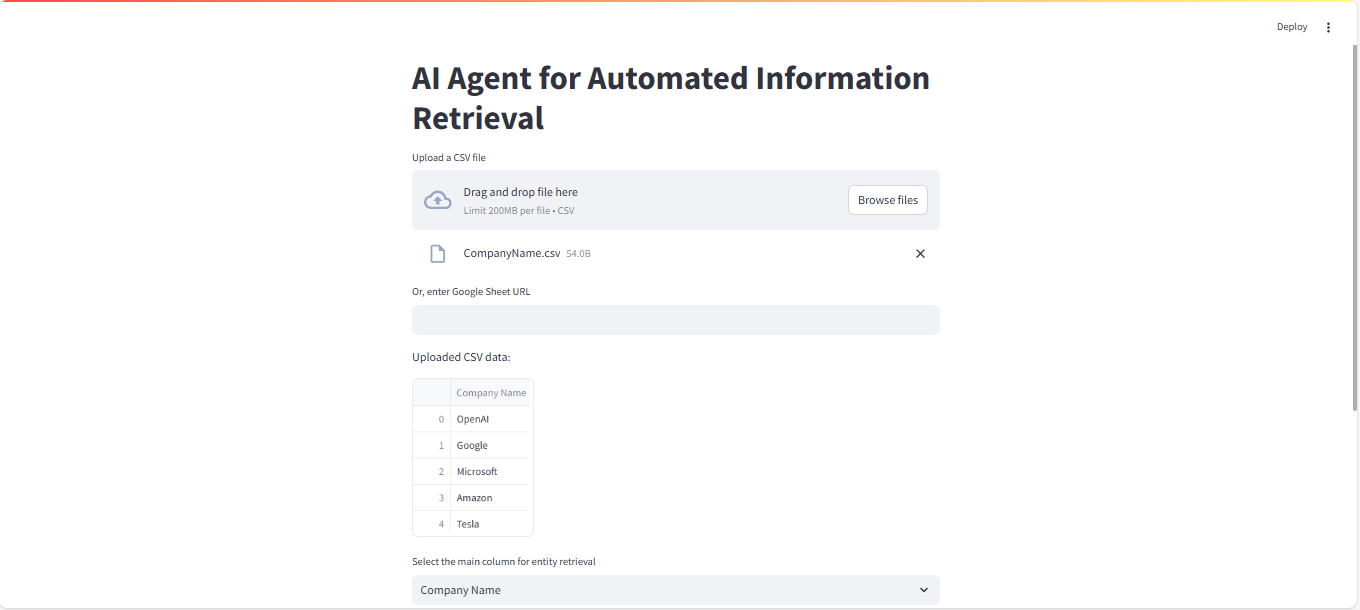 Deploy
AI Agent for Automated Information
Retrieval
Upload a CSV file
Drag and drop file here
Limit 200MB per file • CSV
Browse files
CompanyName.csv 54.0B
Or, enter Google Sheet URL
Uploaded CSV data:
Company Name
0 OpenAI
1 Google
2 Microsoft
3 Amazon
4 Tesla
Select the main column for entity retrieval
Company Name